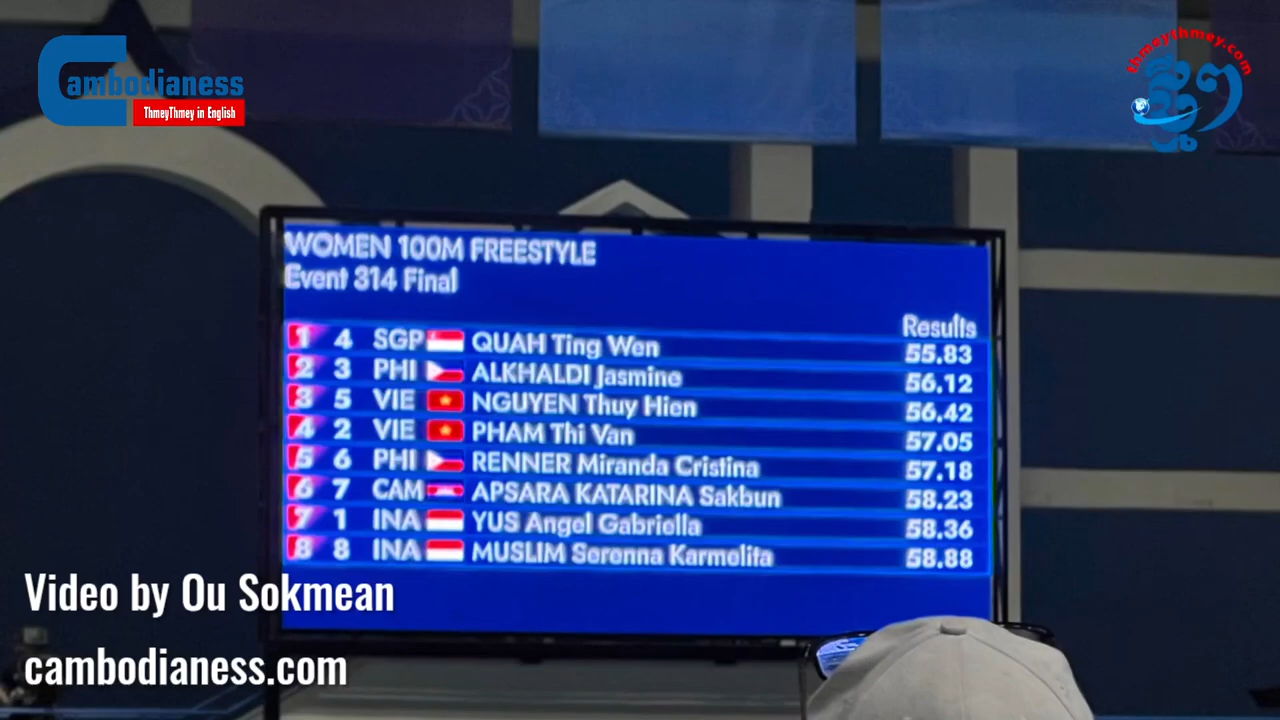 Cambodianess
ThmeyThmey in English
thmeythmey.com
WOMEN 100M FREESTYLE
Event 314 Final
Results
1 4 SGP QUAH Ting Wen 55.83
2 3 PHI ALKHALDI Jasmine 56.12
3 5 VIE NGUYEN Thuy Hien 56.42
4 2 VIE PHAM Thi Van 57.05
5 6 PHI RENNER Miranda Cristina 57.18
6 7 CAM APSARA KATARINA Sakbun 58.23
7 1 INA YUS Angel Gabriella 58.36
8 8 INA MUSLIM Serenna Karmelita 58.88
Video by Ou Sokmean
cambodianess.com